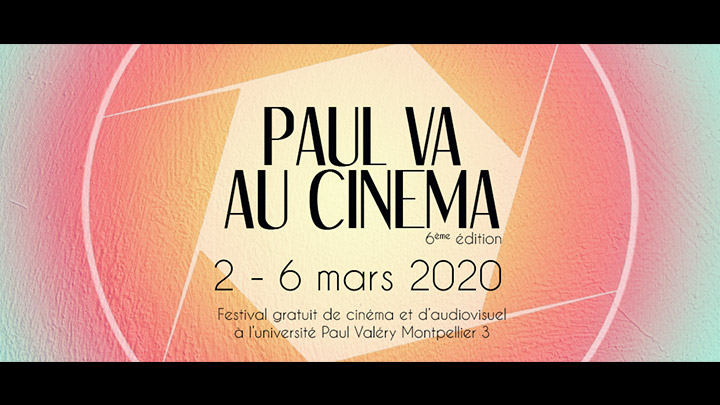 PAUL VA
AU CINEMA
6ème édition
2 - 6 mars 2020
Festival gratuit de cinéma et d'audiovisuel
à l'université Paul Valéry Montpellier 3